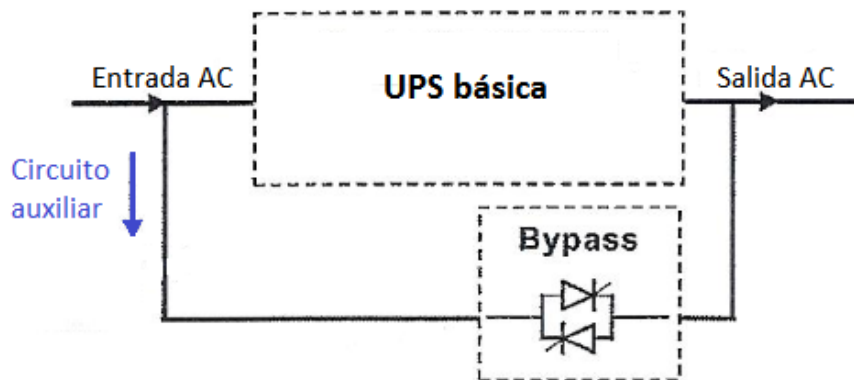 Entrada AC
UPS básica
Salida AC
Circuito
auxiliar
Bypass